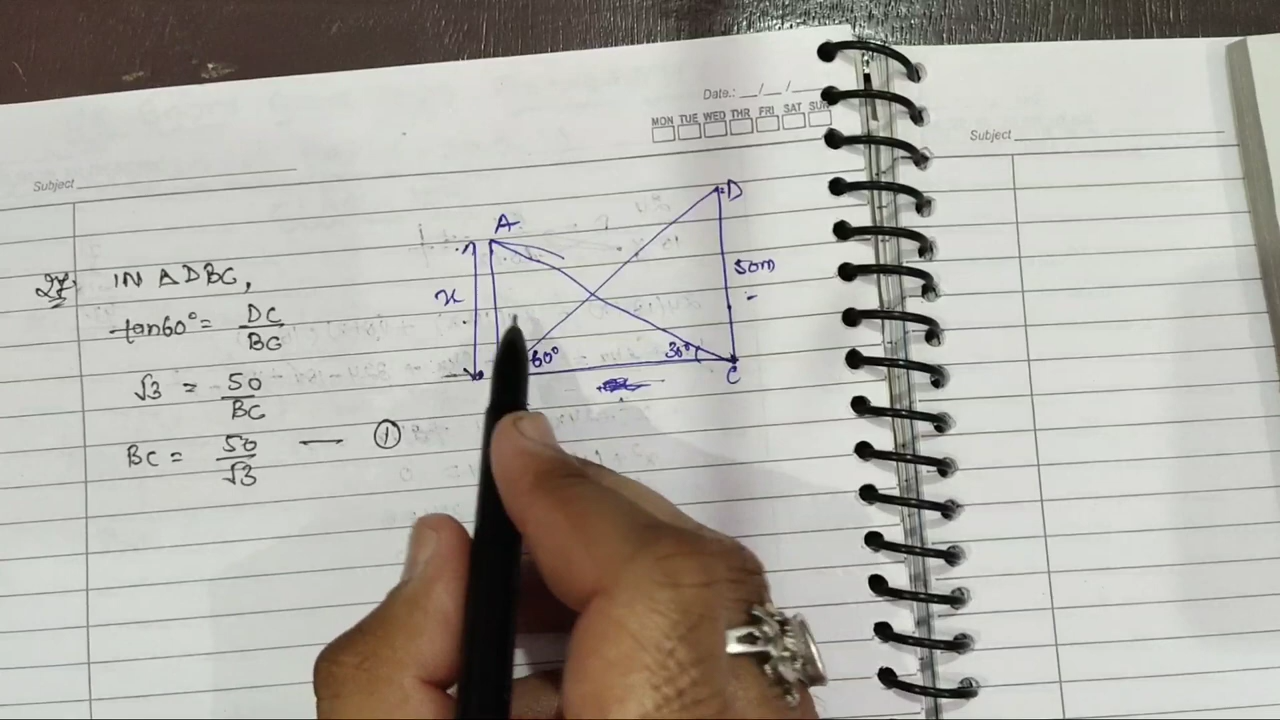 Date.: __/__/__
MON TUE WED THR FRI SAT SUN
Subject
Subject
27
IN ΔDBC,
tan60° = DC/BC
√3 = 50/BC
BC = 50/√3 — ①
A
D
x
50m
60°
30°
C